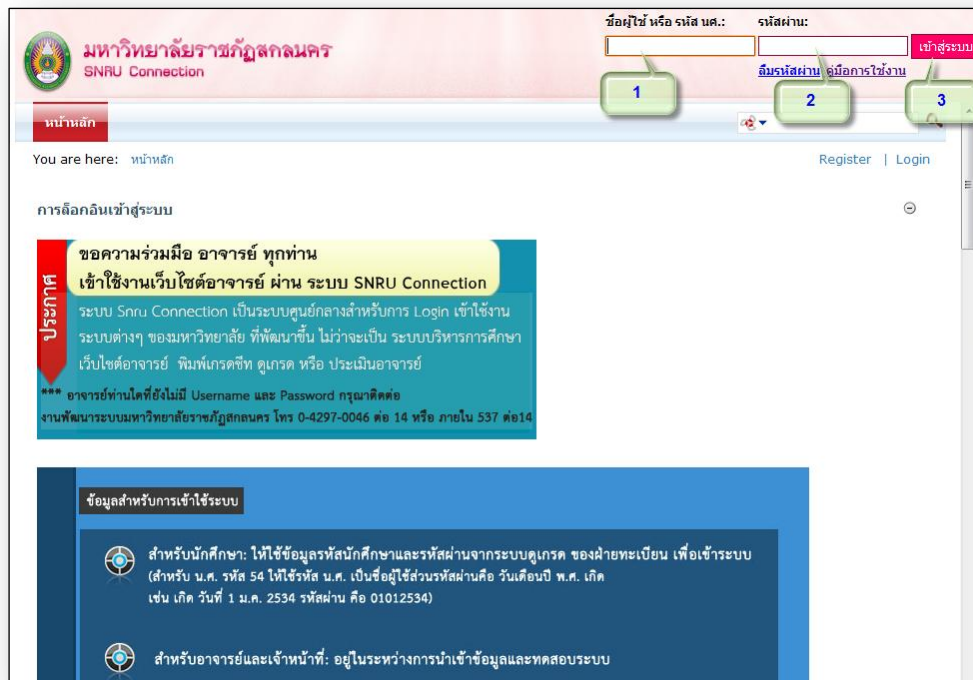 มหาวิทยาลัยราชภัฏสกลนคร
SNRU Connection
ชื่อผู้ใช้ หรือ รหัส นศ.:
รหัสผ่าน:
เข้าสู่ระบบ
ลืมรหัสผ่าน คู่มือการใช้งาน
1
2
3
หน้าหลัก
You are here: หน้าหลัก
Register | Login
การล็อกอินเข้าสู่ระบบ
ประกาศ
ขอความร่วมมือ อาจารย์ ทุกท่าน
เข้าใช้งานเว็บไซต์อาจารย์ ผ่าน ระบบ SNRU Connection
ระบบ Snru Connection เป็นระบบศูนย์กลางสำหรับการ Login เข้าใช้งาน
ระบบต่างๆ ของมหาวิทยาลัย ที่พัฒนาขึ้น ไม่ว่าจะเป็น ระบบบริหารการศึกษา
เว็บไซต์อาจารย์ พิมพ์เกรดชีท ดูเกรด หรือ ประเมินอาจารย์
*** อาจารย์ท่านใดที่ยังไม่มี Username และ Password กรุณาติดต่อ
งานพัฒนาระบบมหาวิทยาลัยราชภัฏสกลนคร โทร 0-4297-0046 ต่อ 14 หรือ ภายใน 537 ต่อ14
ข้อมูลสำหรับการเข้าใช้ระบบ
สำหรับนักศึกษา: ให้ใช้ข้อมูลรหัสนักศึกษาและรหัสผ่านจากระบบดูเกรด ของฝ่ายทะเบียน เพื่อเข้าระบบ
(สำหรับ น.ศ. รหัส 54 ให้ใช้รหัส น.ศ. เป็นชื่อผู้ใช้ส่วนรหัสผ่านคือ วันเดือนปี พ.ศ. เกิด
เช่น เกิด วันที่ 1 ม.ค. 2534 รหัสผ่าน คือ 01012534)
สำหรับอาจารย์และเจ้าหน้าที่: อยู่ในระหว่างการนำเข้าข้อมูลและทดสอบระบบ